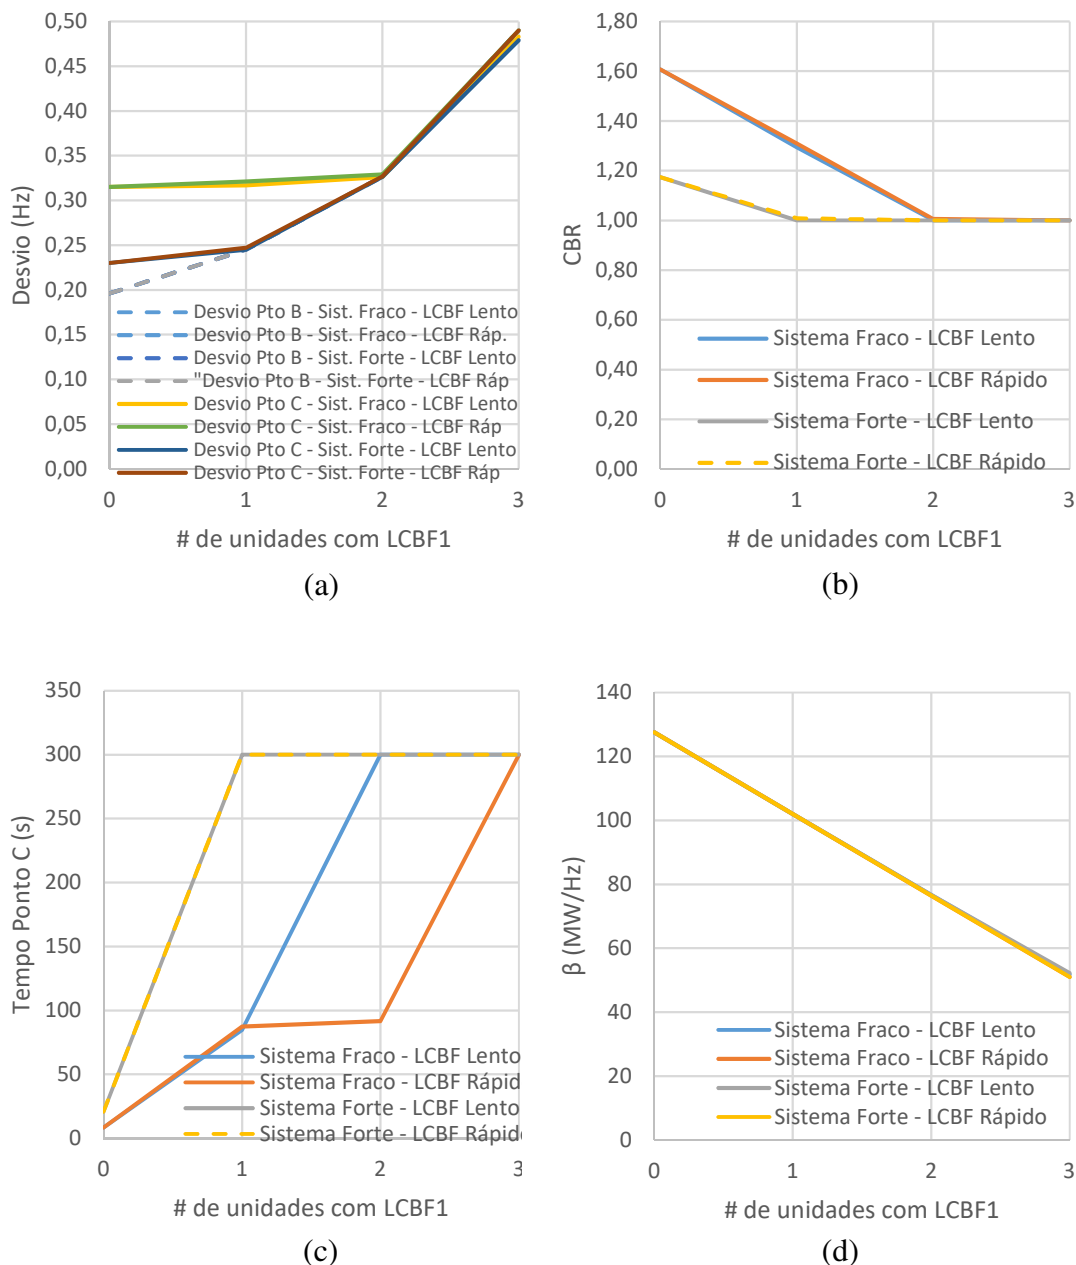 0,50
0,45
0,40
0,35
0,30
0,25
0,20
0,15
0,10
0,05
0,00
Desvio (Hz)
Desvio Pto B - Sist. Fraco - LCBF Lento
Desvio Pto B - Sist. Fraco - LCBF Ráp.
Desvio Pto B - Sist. Forte - LCBF Lento
"Desvio Pto B - Sist. Forte - LCBF Ráp
Desvio Pto C - Sist. Fraco - LCBF Lento
Desvio Pto C - Sist. Fraco - LCBF Ráp
Desvio Pto C - Sist. Forte - LCBF Lento
Desvio Pto C - Sist. Forte - LCBF Ráp
0 1 2 3
# de unidades com LCBF1
(a)
1,80
1,60
1,40
1,20
1,00
0,80
0,60
0,40
0,20
0,00
CBR
Sistema Fraco - LCBF Lento
Sistema Fraco - LCBF Rápido
Sistema Forte - LCBF Lento
Sistema Forte - LCBF Rápido
0 1 2 3
# de unidades com LCBF1
(b)
350
300
250
200
150
100
50
0
Tempo Ponto C (s)
Sistema Fraco - LCBF Lento
Sistema Fraco - LCBF Rápid
Sistema Forte - LCBF Lento
Sistema Forte - LCBF Rápido
0 1 2 3
# de unidades com LCBF1
(c)
140
120
100
80
60
40
20
0
β (MW/Hz)
Sistema Fraco - LCBF Lento
Sistema Fraco - LCBF Rápido
Sistema Forte - LCBF Lento
Sistema Forte - LCBF Rápido
0 1 2 3
# de unidades com LCBF1
(d)